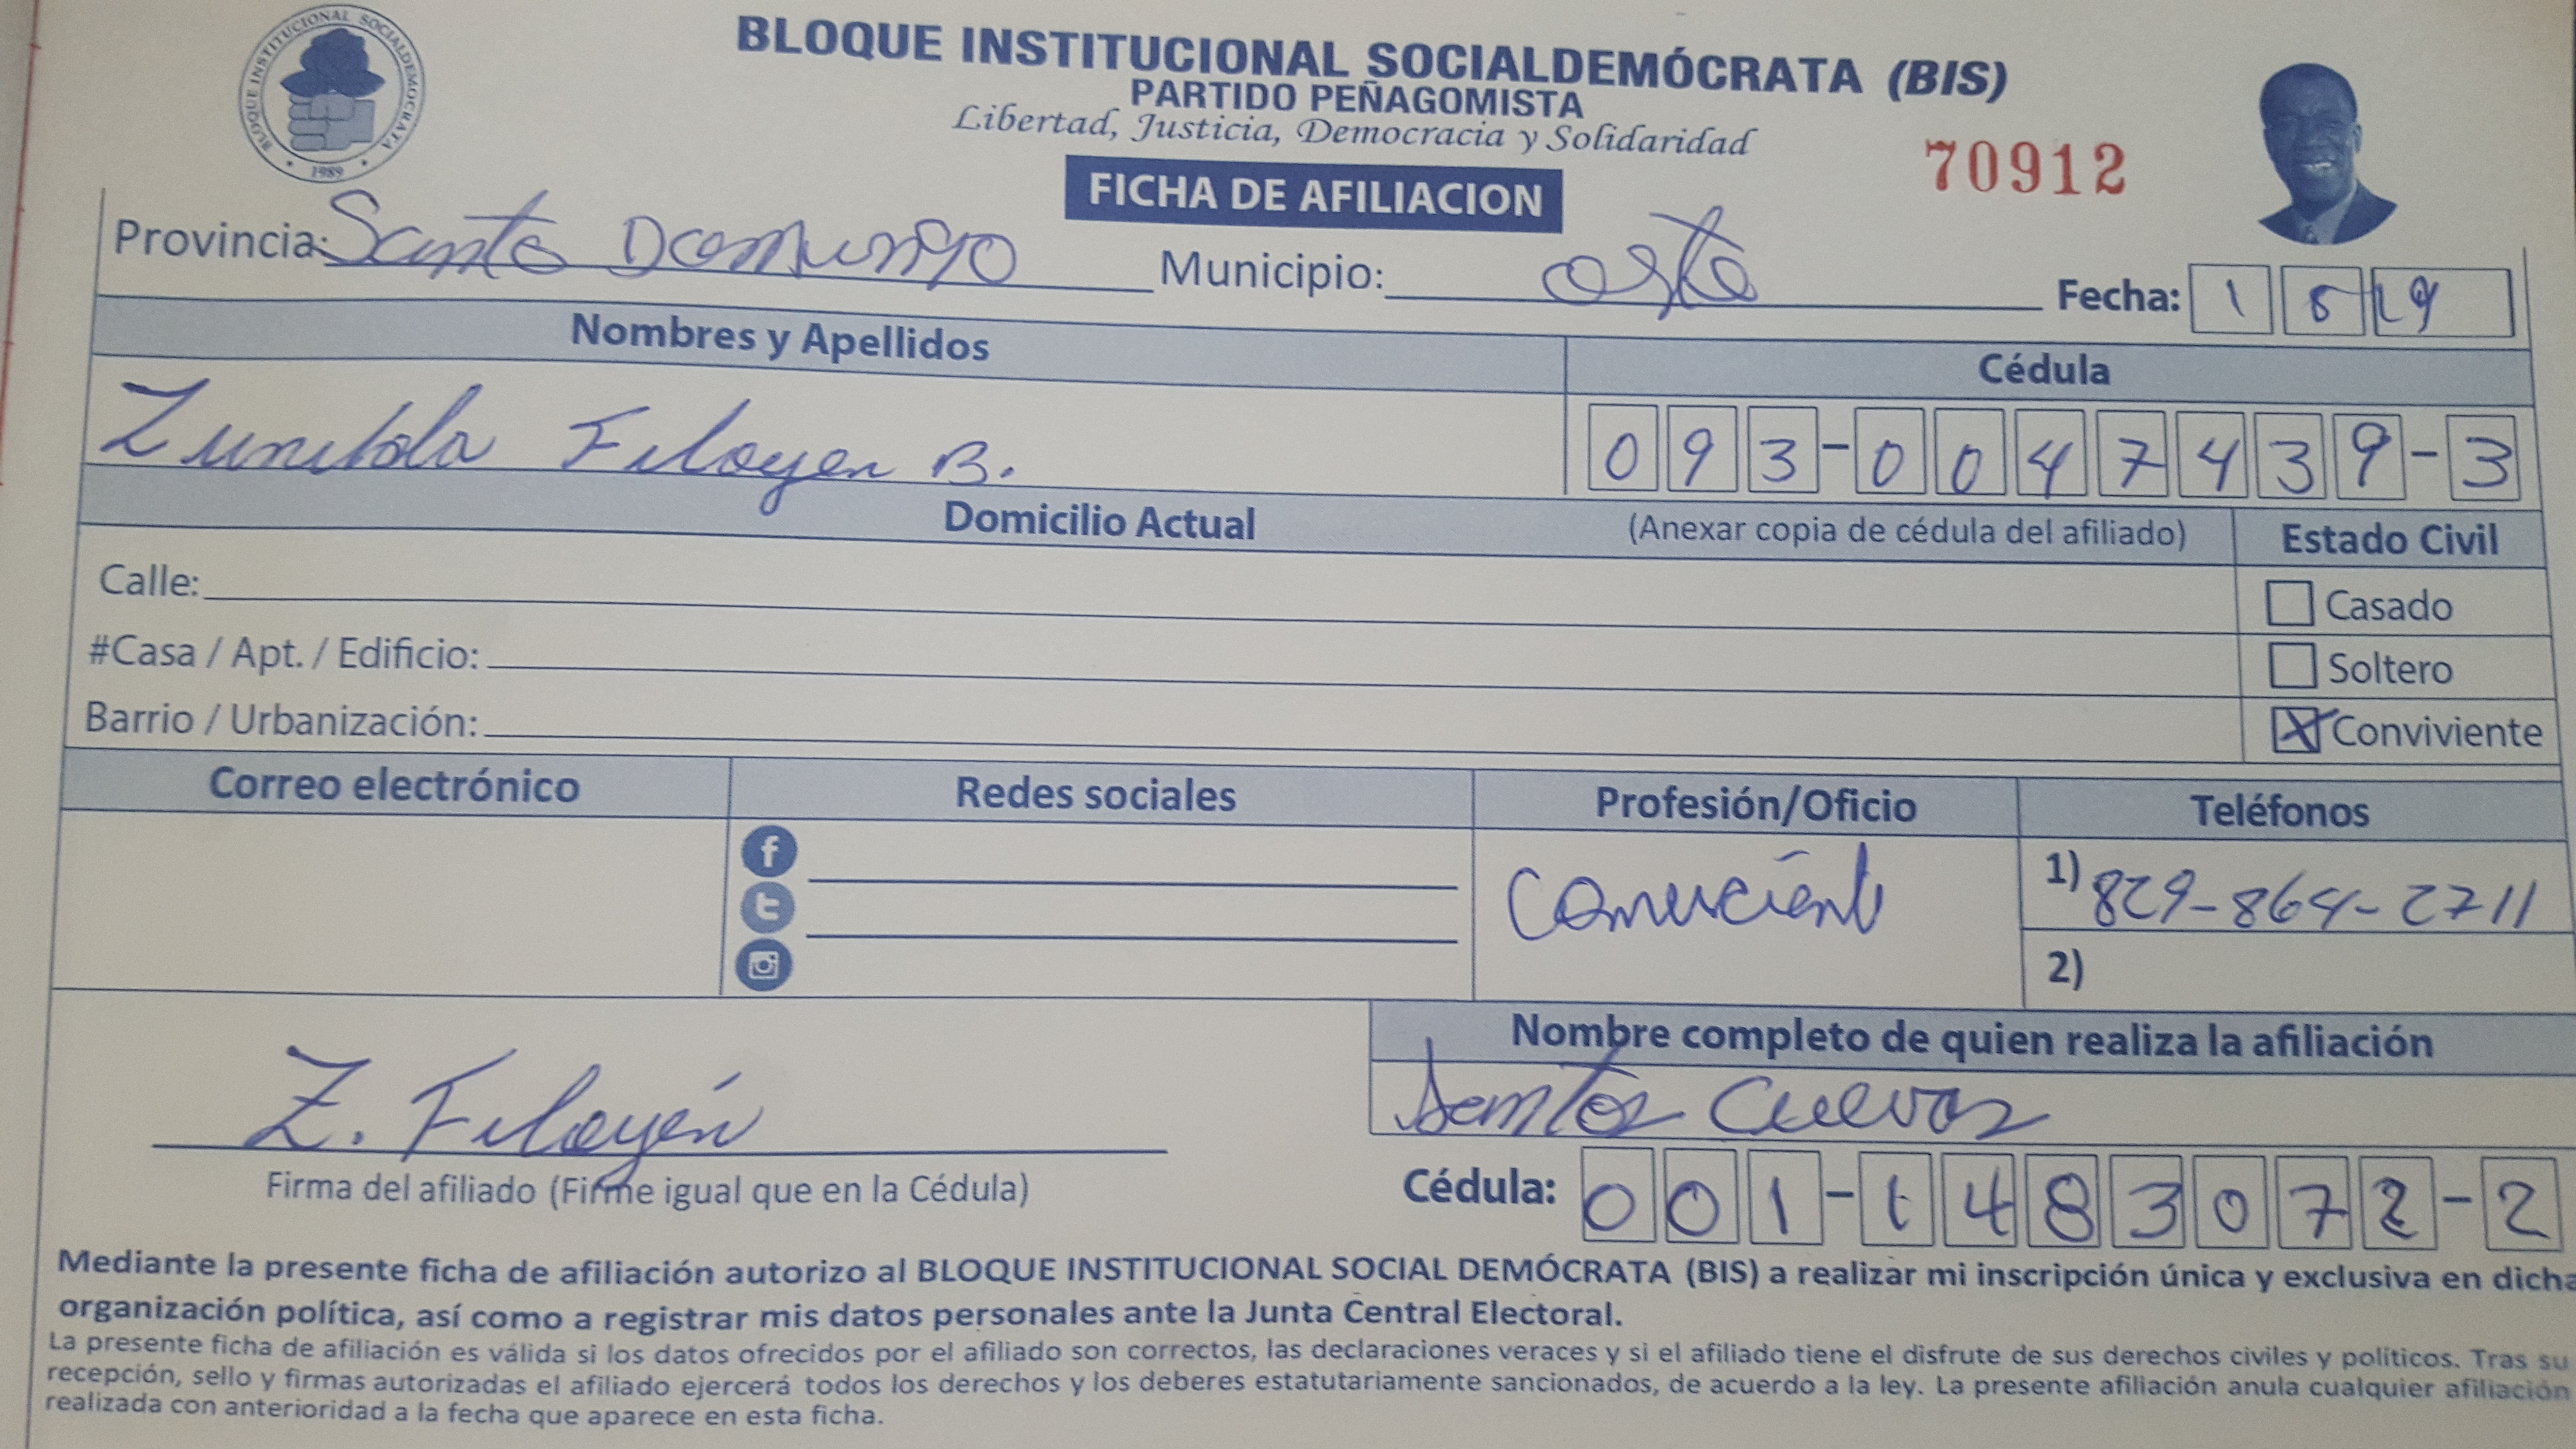 BLOQUE INSTITUCIONAL SOCIALDEMOCRATA
1989
BLOQUE INSTITUCIONAL SOCIALDEMÓCRATA (BIS)
PARTIDO PEÑAGOMISTA
Libertad, Justicia, Democracia y Solidaridad
FICHA DE AFILIACION
70912
Provincia: Santo Domingo Municipio: oste Fecha: 1 8 19
Nombres y Apellidos Cédula
Filoyen B. 093-0047439-3
Domicilio Actual (Anexar copia de cédula del afiliado) Estado Civil
Calle: Casado
#Casa / Apt. / Edificio: Soltero
Barrio / Urbanización: X Conviviente
Correo electrónico Redes sociales Profesión/Oficio Teléfonos
Comerciante 1) 829-864-2711
2)
Nombre completo de quien realiza la afiliación
Z. Filoyén Santos Cuevas
Firma del afiliado (Firme igual que en la Cédula) Cédula: 001-1483072-2
Mediante la presente ficha de afiliación autorizo al BLOQUE INSTITUCIONAL SOCIAL DEMÓCRATA (BIS) a realizar mi inscripción única y exclusiva en dicha
organización política, así como a registrar mis datos personales ante la Junta Central Electoral.
La presente ficha de afiliación es válida si los datos ofrecidos por el afiliado son correctos, las declaraciones veraces y si el afiliado tiene el disfrute de sus derechos civiles y políticos. Tras su
recepción, sello y firmas autorizadas el afiliado ejercerá todos los derechos y los deberes estatutariamente sancionados, de acuerdo a la ley. La presente afiliación anula cualquier afiliación
realizada con anterioridad a la fecha que aparece en esta ficha.